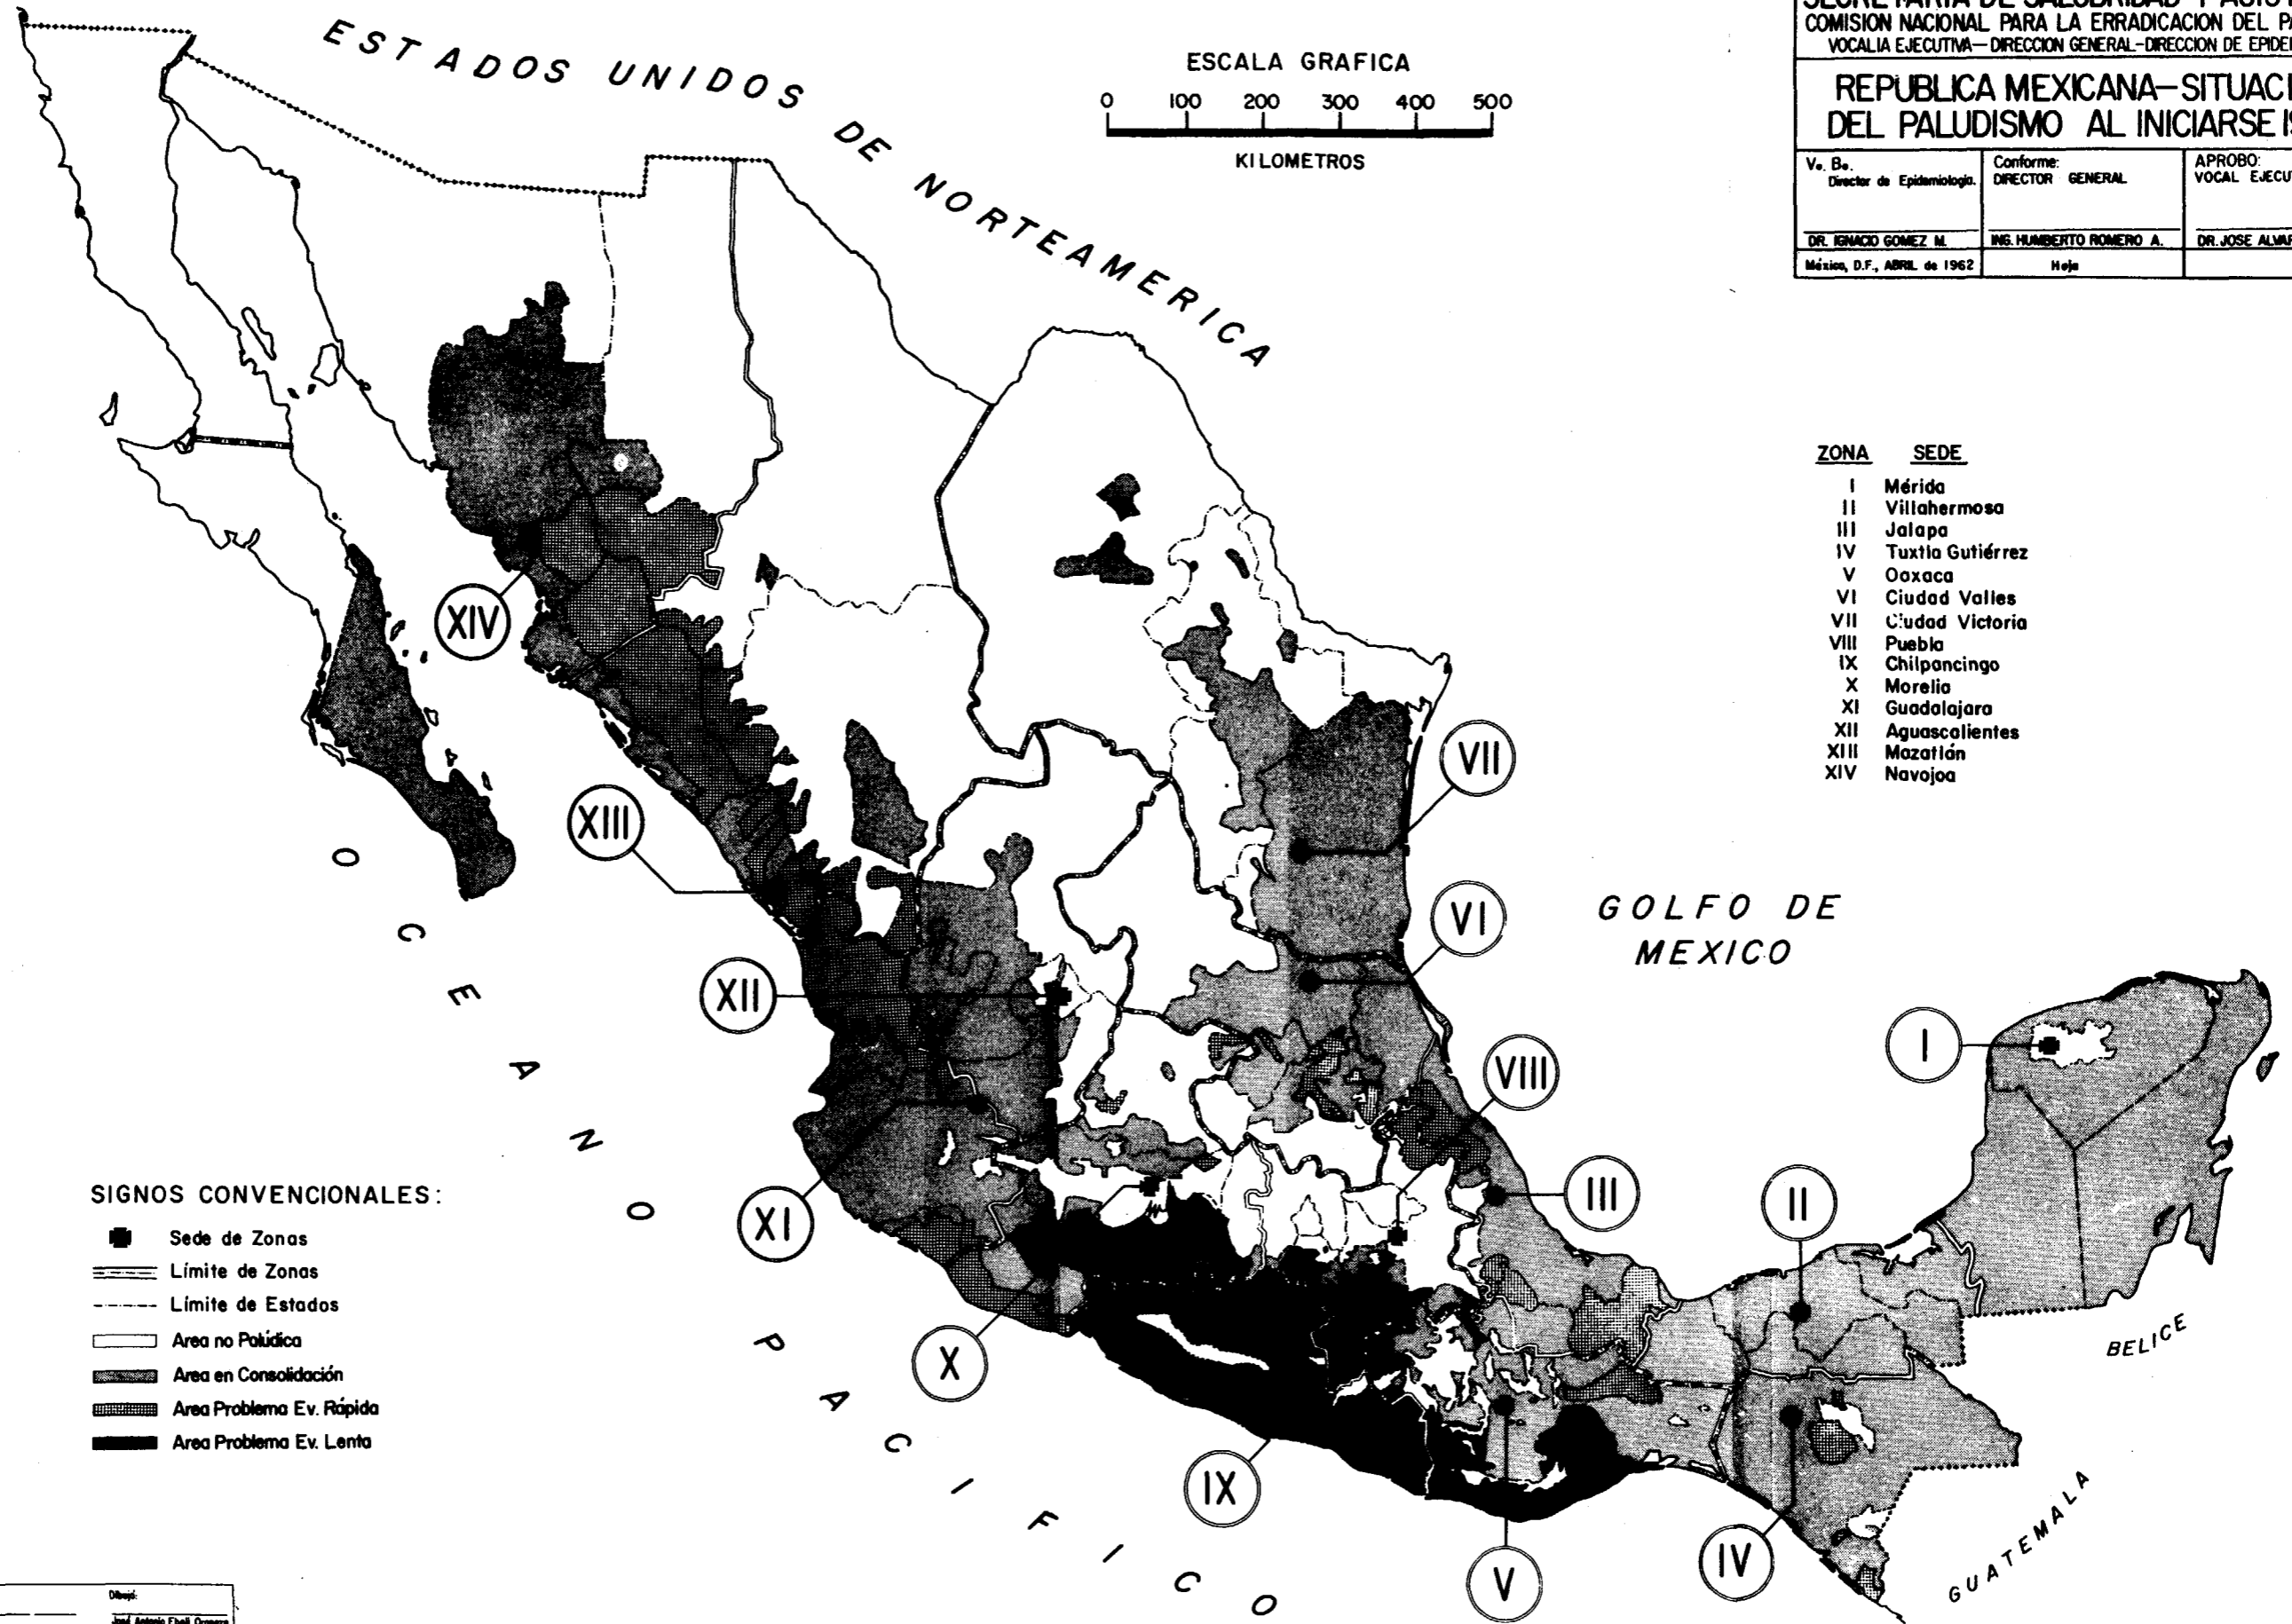 ESTADOS UNIDOS DE NORTEAMERICA
ESCALA GRAFICA
0 100 200 300 400 500
KILOMETROS
SECRETARIA DE SALUBRIDAD Y
COMISION NACIONAL PARA LA ERRADICACION DEL
VOCALIA EJECUTIVA—DIRECCION GENERAL-DIRECCION DE
REPUBLICA MEXICANA—
DEL PALUDISMO AL INICIARSE
Vo. Bo.
Director de Epidemiologia.
Conforme:
DIRECTOR GENERAL
APROBO:
VOCAL
DR. IGNACIO GOMEZ M.
ING. HUMBERTO ROMERO A.
DR. JOSE
México, D.F., ABRIL de 1962
Hoja
ZONA SEDE
I Mérida
II Villahermosa
III Jalapa
IV Tuxtla Gutiérrez
V Oaxaca
VI Ciudad Valles
VII Ciudad Victoria
VIII Puebla
IX Chilpancingo
X Morelia
XI Guadalajara
XII Aguascalientes
XIII Mazatlán
XIV Navojoa
XIV
VII
XIII
VI
GOLFO DE
MEXICO
XII
I
VIII
III
II
XI
X
IX
V
IV
OCEANO PACIFICO
BELICE
GUATEMALA
SIGNOS CONVENCIONALES:
Sede de Zonas
Límite de Zonas
Límite de Estados
Area no Palúdica
Area en Consolidación
Area Problema Ev. Rápida
Area Problema Ev. Lenta
Dibujó:
José Antonio